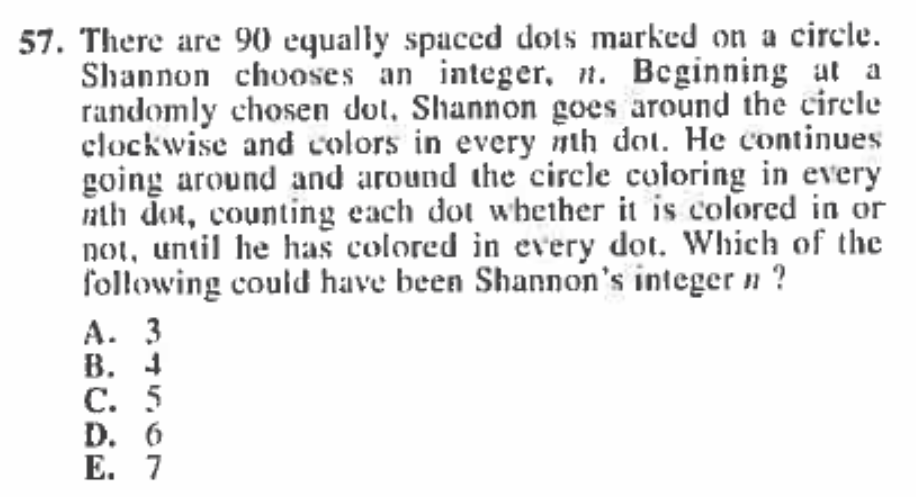 57. There are 90 equally spaced dots marked on a circle.
Shannon chooses an integer, n. Beginning at a
randomly chosen dot, Shannon goes around the circle
clockwise and colors in every nth dot. He continues
going around and around the circle coloring in every
nth dot, counting each dot whether it is colored in or
not, until he has colored in every dot. Which of the
following could have been Shannon's integer n ?
A. 3
B. 4
C. 5
D. 6
E. 7